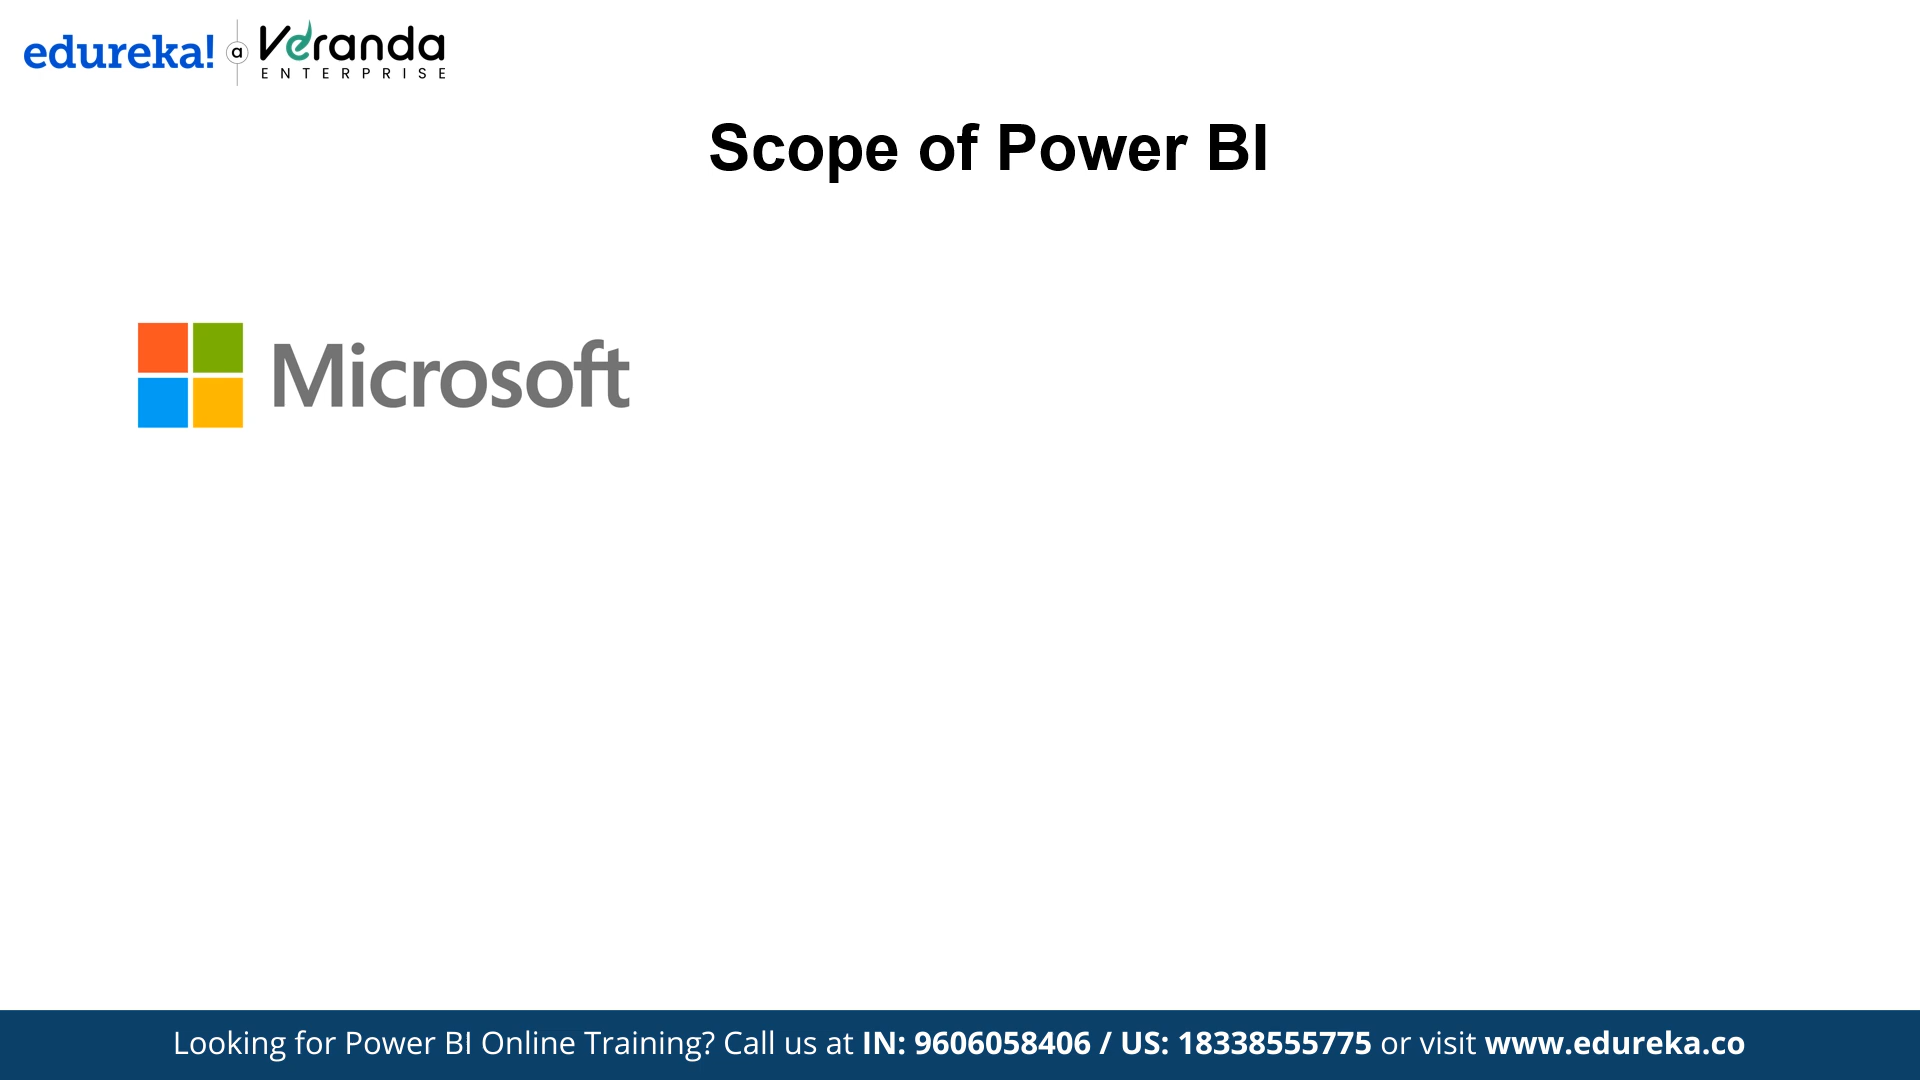 edureka! a Veranda
ENTERPRISE
Scope of Power BI
Microsoft
Looking for Power BI Online Training? Call us at IN: 9606058406 / US: 18338555775 or visit www.edureka.co